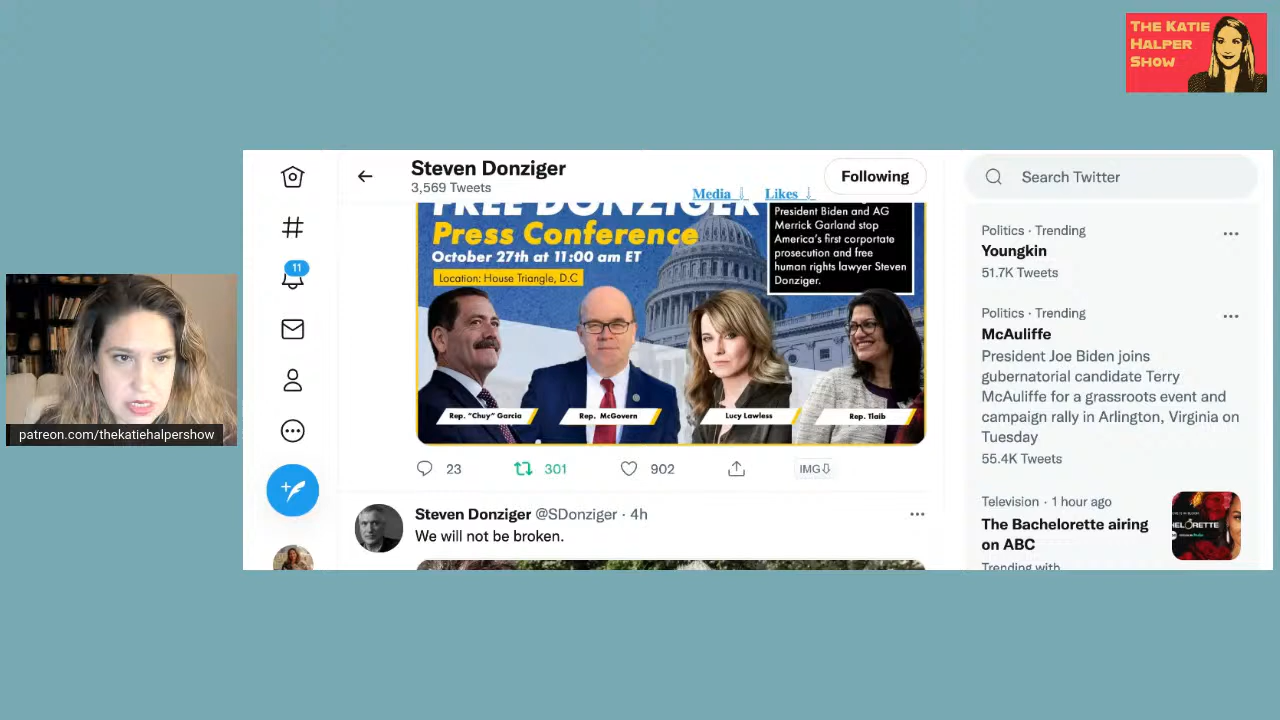 THE KATIE
HALPER
SHOW
Steven Donziger
3,569 Tweets
Media ⇩
Likes ⇩
Following
Search Twitter
FREE DONZIGER
Press Conference
October 27th at 11:00 am ET
Location: House Triangle, D.C
President Biden and AG
Merrick Garland stop
America's first corportate
prosecution and free
human rights lawyer Steven
Donziger.
Rep. "Chuy" Garcia
Rep. McGovern
Lucy Lawless
Rep. Tlaib
23
301
902
IMG⇩
Steven Donziger @SDonziger · 4h
We will not be broken.
11
Politics · Trending
Youngkin
51.7K Tweets
Politics · Trending
McAuliffe
President Joe Biden joins
gubernatorial candidate Terry
McAuliffe for a grassroots event and
campaign rally in Arlington, Virginia on
Tuesday
55.4K Tweets
Television · 1 hour ago
The Bachelorette airing
on ABC
Trending with
patreon.com/thekatiehalpershow